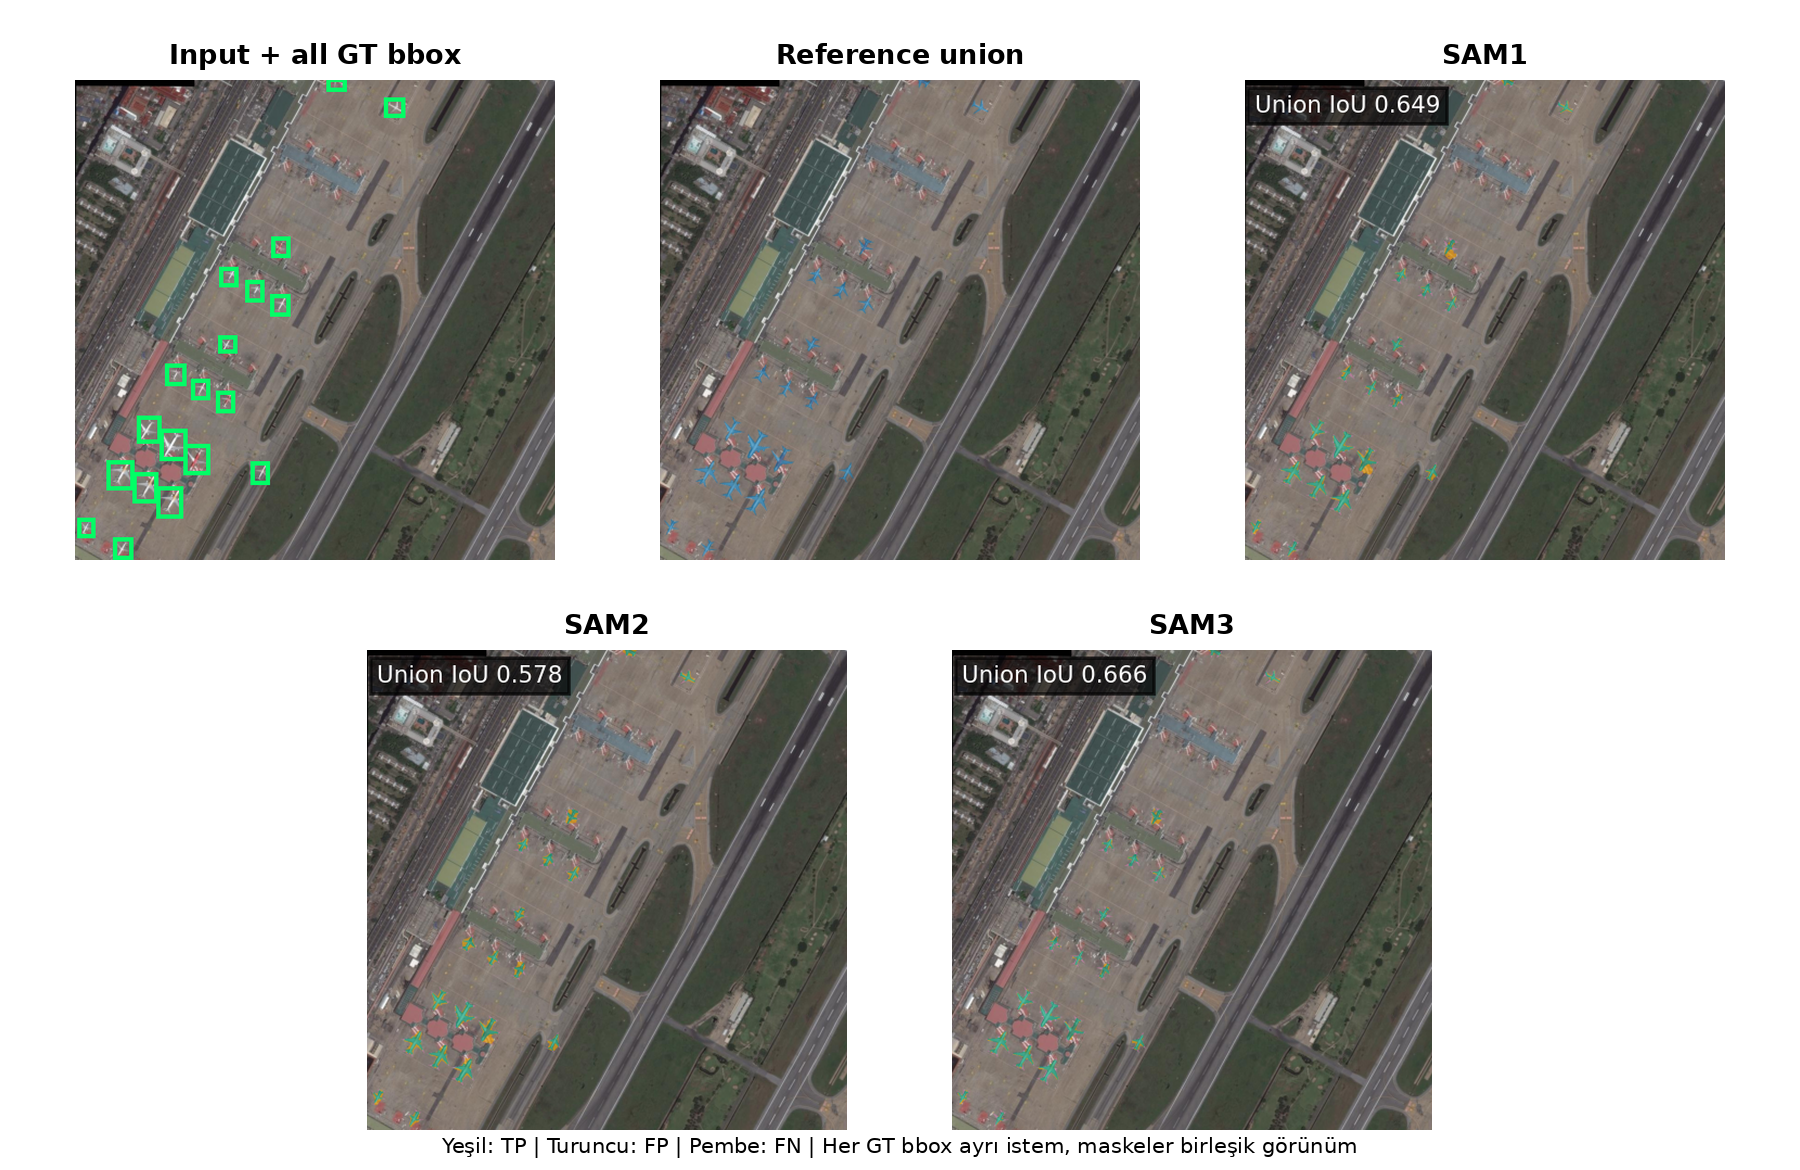 Input + all GT bbox
Reference union
SAM1
Union IoU 0.649
SAM2
SAM3
Union IoU 0.578
Union IoU 0.666
Yeşil: TP | Turuncu: FP | Pembe: FN | Her GT bbox ayrı istem, maskeler birleşik görünüm